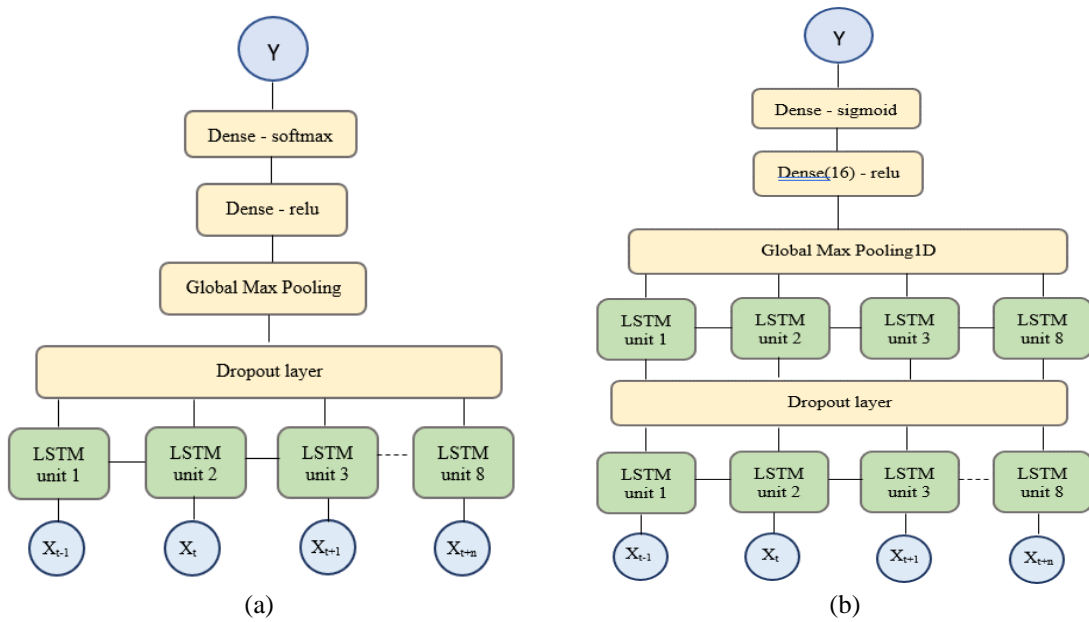 Y
Dense - softmax
Dense - relu
Global Max Pooling
Dropout layer
LSTM
unit 1
LSTM
unit 2
LSTM
unit 3
LSTM
unit 8
Xt-1
Xt
Xt+1
Xt+n
(a)
Y
Dense - sigmoid
Dense(16) - relu
Global Max Pooling1D
LSTM
unit 1
LSTM
unit 2
LSTM
unit 3
LSTM
unit 8
Dropout layer
LSTM
unit 1
LSTM
unit 2
LSTM
unit 3
LSTM
unit 8
Xt-1
Xt
Xt+1
Xt+n
(b)